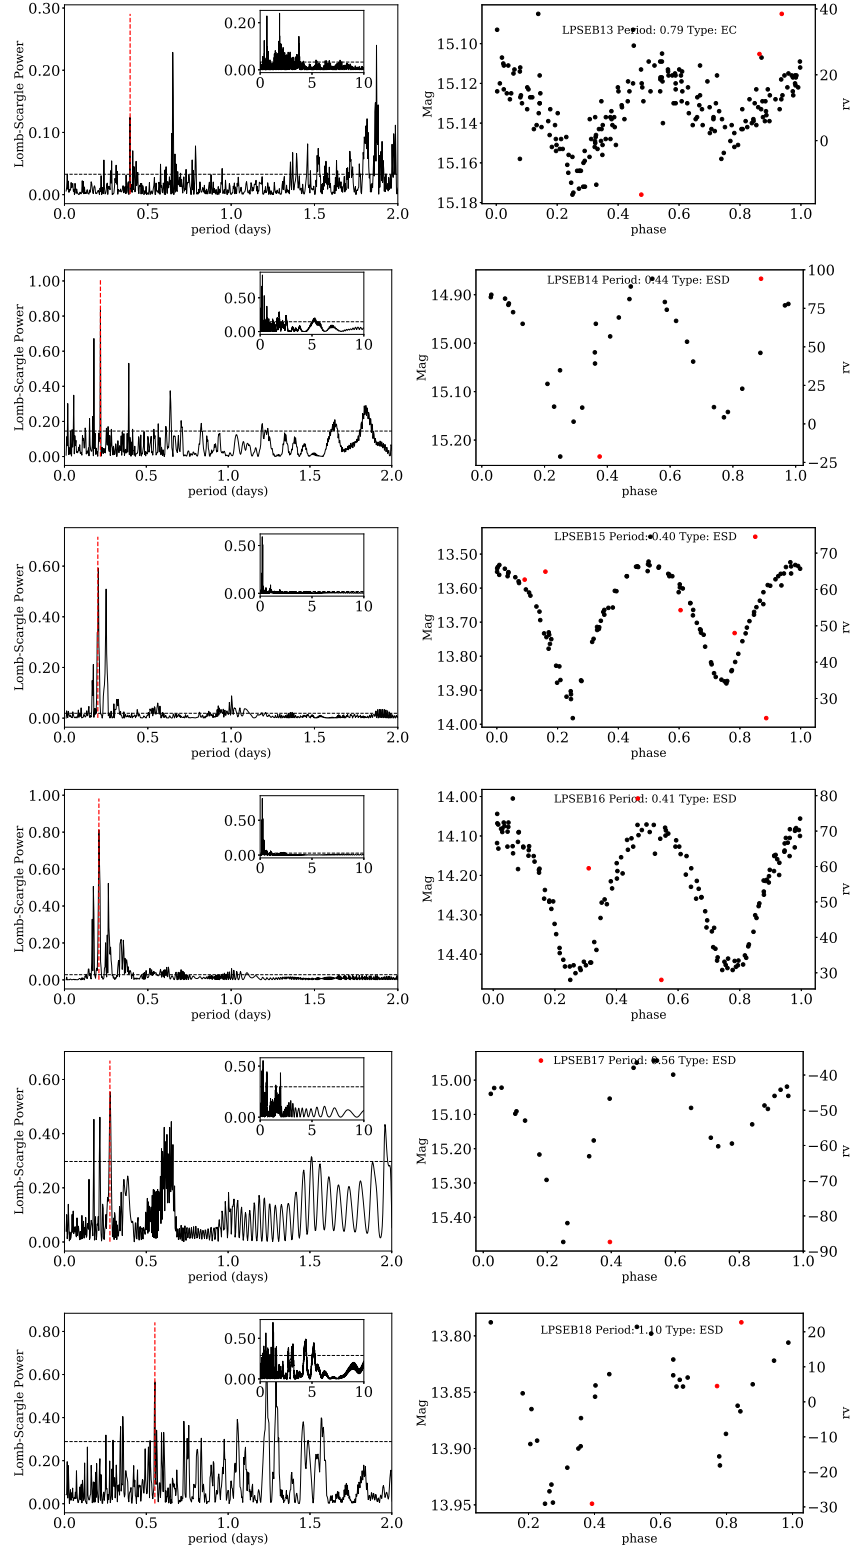 0.30
0.20
0.10
0.00
Lomb-Scargle Power
0.0 0.5 1.0 1.5 2.0
period (days)
0.20
0.00
0 5 10
LPSEB13 Period: 0.79 Type: EC
15.10
15.12
15.14
15.16
15.18
Mag
0.0 0.2 0.4 0.6 0.8 1.0
phase
40
20
0
rv
1.00
0.80
0.60
0.40
0.20
0.00
Lomb-Scargle Power
0.0 0.5 1.0 1.5 2.0
period (days)
0.50
0.00
0 5 10
LPSEB14 Period: 0.44 Type: ESD
14.90
15.00
15.10
15.20
Mag
0.0 0.2 0.4 0.6 0.8 1.0
phase
100
75
50
25
0
−25
rv
0.60
0.40
0.20
0.00
Lomb-Scargle Power
0.0 0.5 1.0 1.5 2.0
period (days)
0.50
0.00
0 5 10
LPSEB15 Period: 0.40 Type: ESD
13.50
13.60
13.70
13.80
13.90
14.00
Mag
0.0 0.2 0.4 0.6 0.8 1.0
phase
70
60
50
40
30
rv
1.00
0.80
0.60
0.40
0.20
0.00
Lomb-Scargle Power
0.0 0.5 1.0 1.5 2.0
period (days)
0.50
0.00
0 5 10
LPSEB16 Period: 0.41 Type: ESD
14.00
14.10
14.20
14.30
14.40
Mag
0.0 0.2 0.4 0.6 0.8 1.0
phase
80
70
60
50
40
30
rv
0.60
0.40
0.20
0.00
Lomb-Scargle Power
0.0 0.5 1.0 1.5 2.0
period (days)
0.50
0.00
0 5 10
LPSEB17 Period: 0.56 Type: ESD
15.00
15.10
15.20
15.30
15.40
Mag
0.0 0.2 0.4 0.6 0.8 1.0
phase
−40
−50
−60
−70
−80
−90
rv
0.80
0.60
0.40
0.20
0.00
Lomb-Scargle Power
0.0 0.5 1.0 1.5 2.0
period (days)
0.50
0.00
0 5 10
LPSEB18 Period: 1.10 Type: ESD
13.80
13.85
13.90
13.95
Mag
0.2 0.4 0.6 0.8 1.0
phase
20
10
0
−10
−20
−30
rv